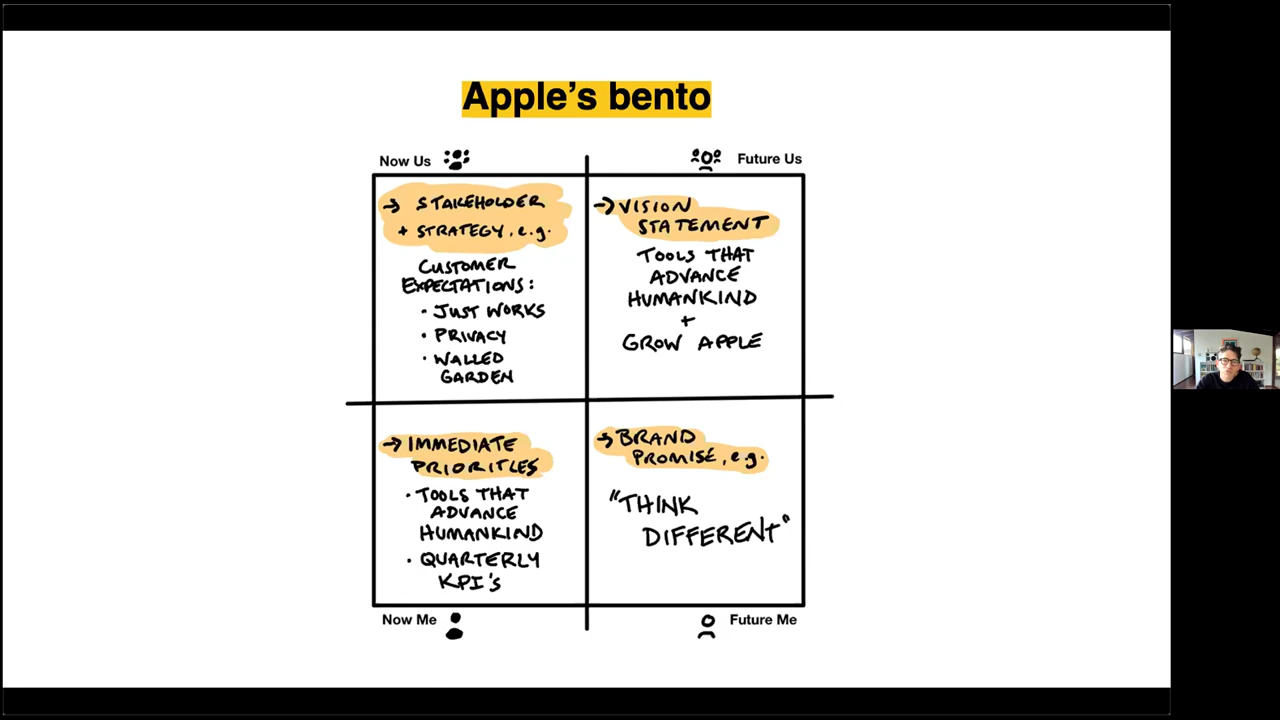 Apple's bento
Now Us
Future Us
→ STAKEHOLDER
+ STRATEGY, e.g.
CUSTOMER
EXPECTATIONS:
• JUST WORKS
• PRIVACY
• WALLED
GARDEN
→ VISION
STATEMENT
TOOLS THAT
ADVANCE
HUMANKIND
+
GROW APPLE
→ IMMEDIATE
PRIORITIES
• TOOLS THAT
ADVANCE
HUMANKIND
• QUARTERLY
KPI's
→ BRAND
PROMISE, e.g.
"THINK
DIFFERENT"
Now Me
Future Me